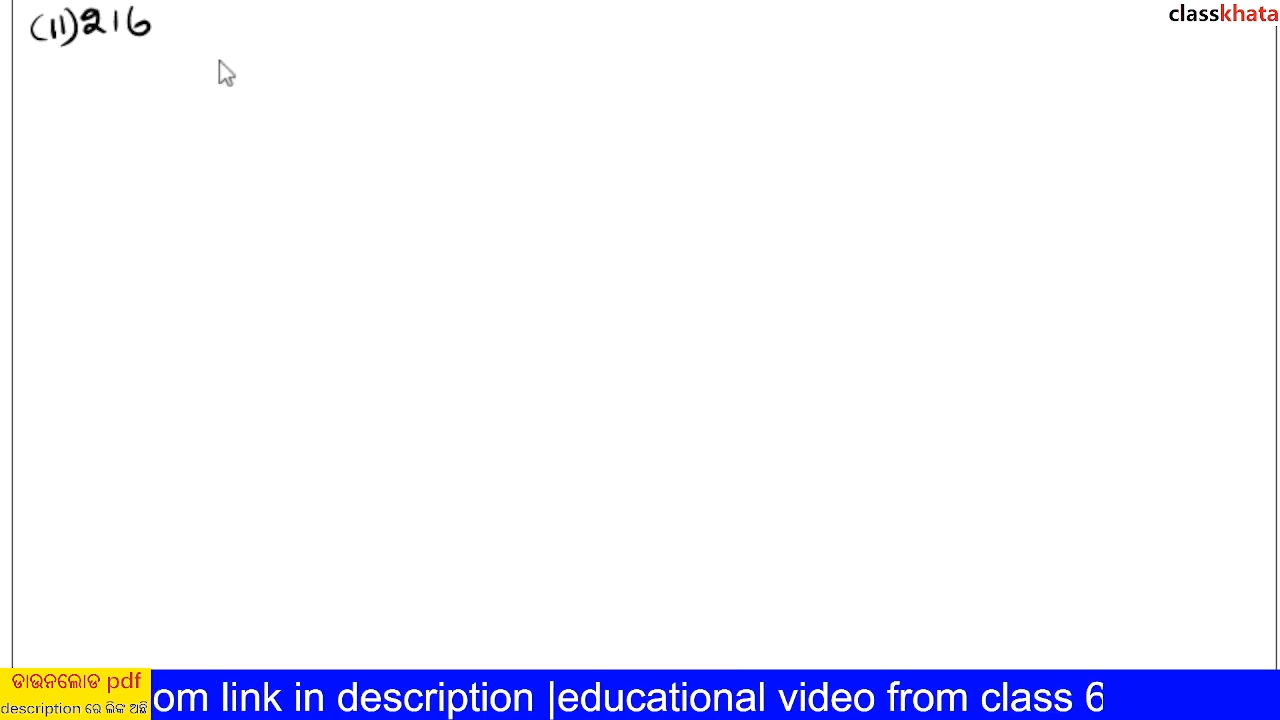 classkhata
(11)216
ଡାଉନଲୋଡ pdf
description ରେ ଲିଙ୍କ ଅଛି
om link in description |educational video from class 6